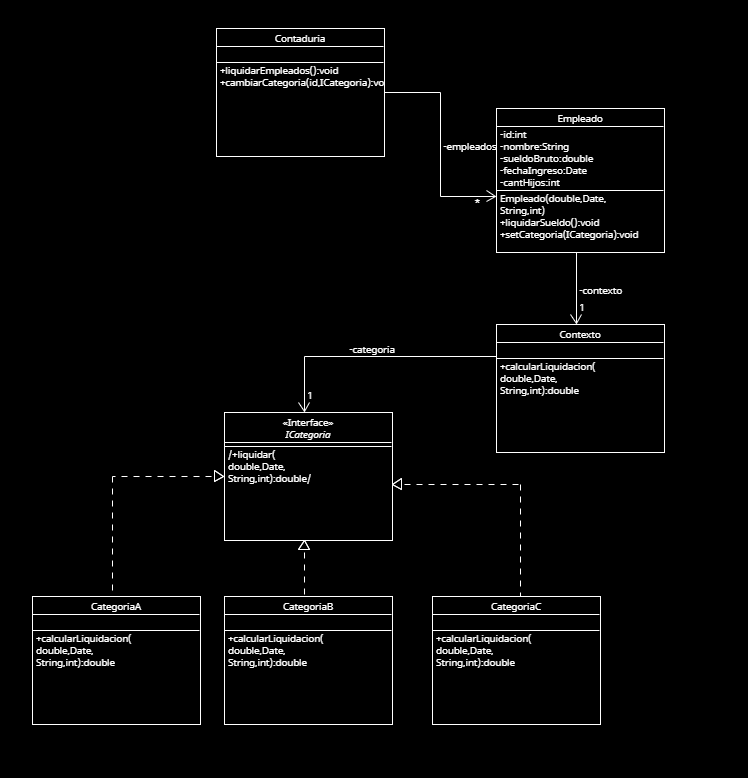 Contaduria
+liquidarEmpleados():void
+cambiarCategoria(id,ICategoria):vo
Empleado
-id:int
-nombre:String
-sueldoBruto:double
-fechaIngreso:Date
-cantHijos:int
Empleado(double,Date,
String,int)
+liquidarSueldo():void
+setCategoria(ICategoria):void
-empleados
*
-contexto
1
Contexto
+calcularLiquidacion(
double,Date,
String,int):double
-categoria
1
«Interface»
ICategoria
/+liquidar(
double,Date,
String,int):double/
CategoriaA
+calcularLiquidacion(
double,Date,
String,int):double
CategoriaB
+calcularLiquidacion(
double,Date,
String,int):double
CategoriaC
+calcularLiquidacion(
double,Date,
String,int):double